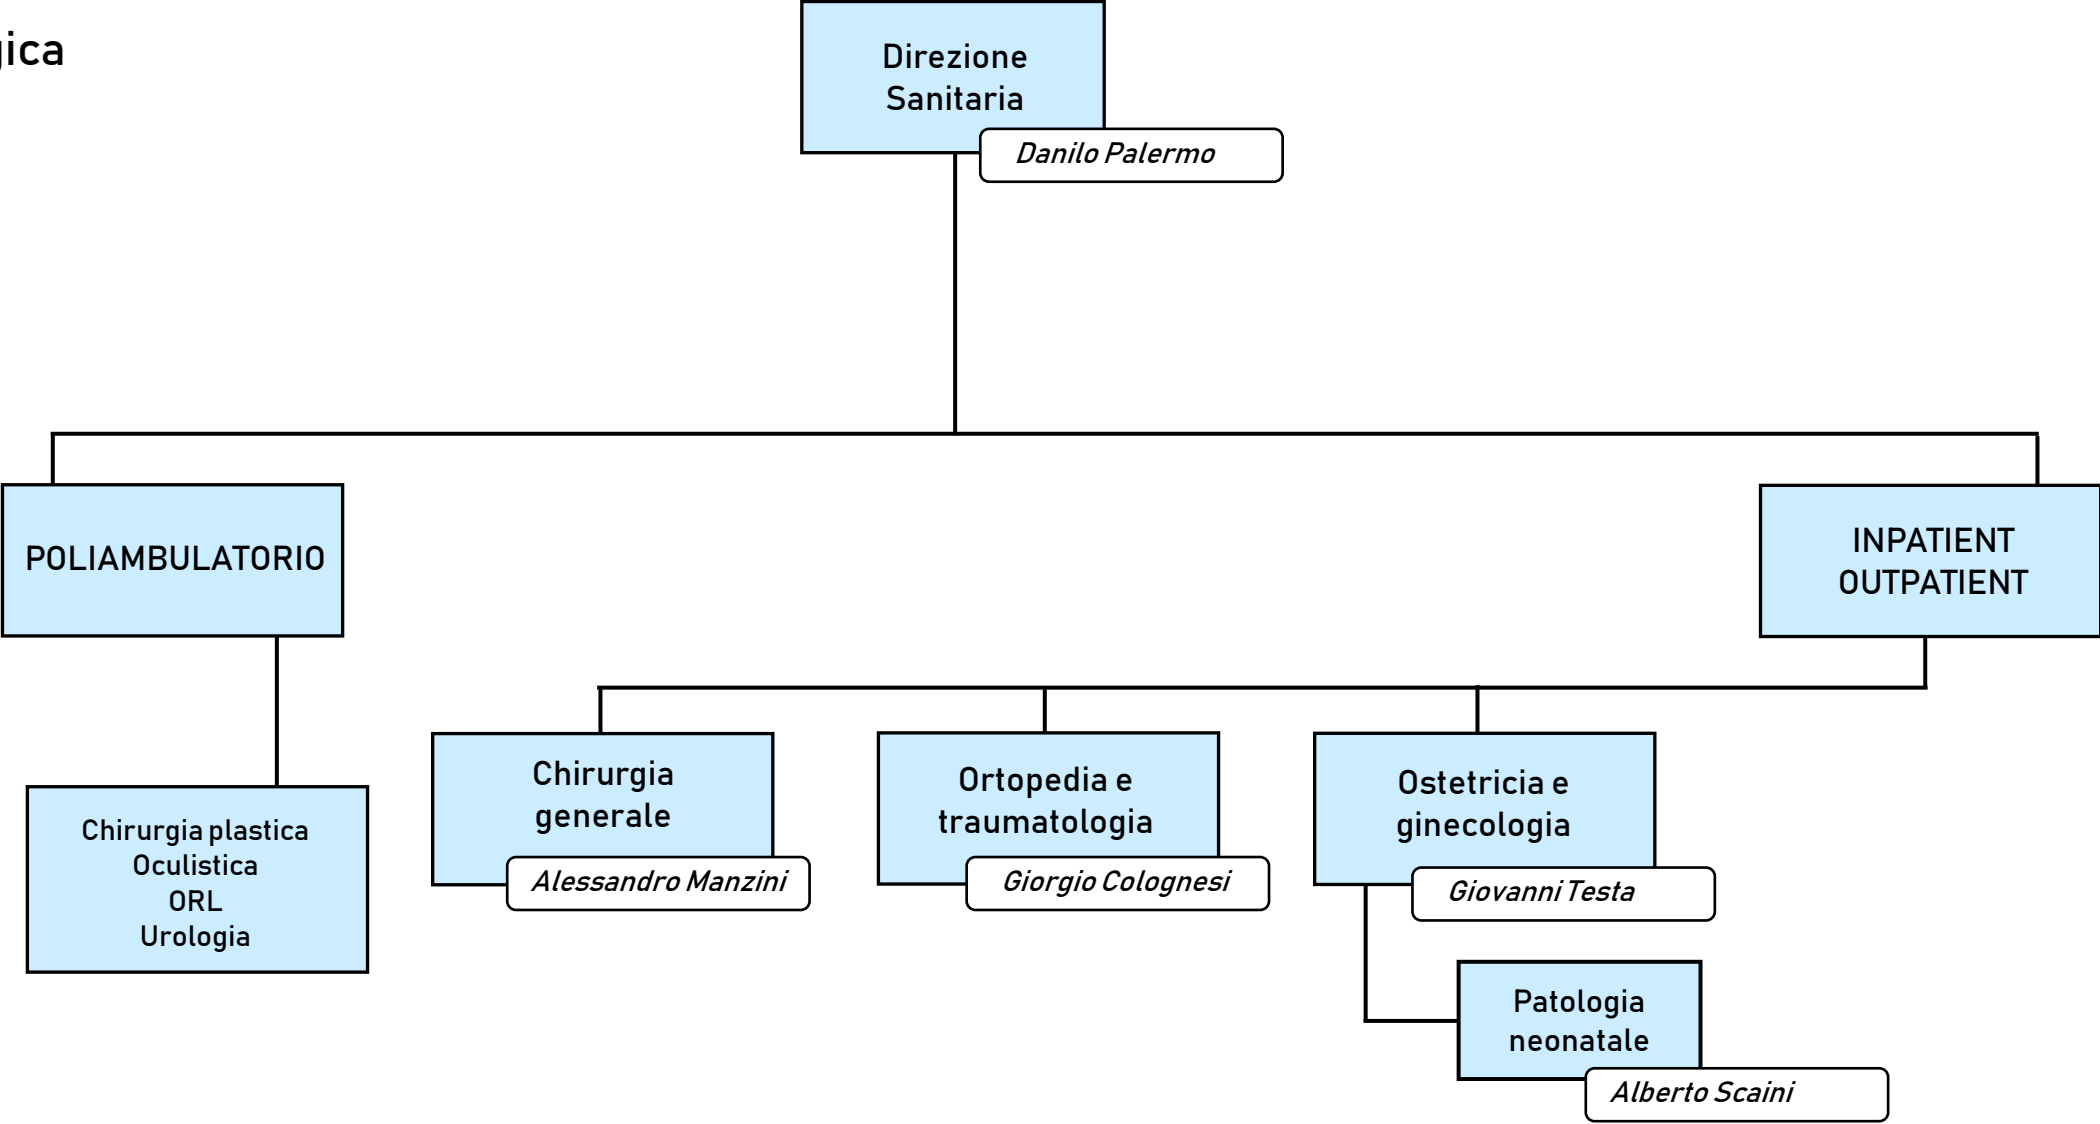 Direzione
Sanitaria
Danilo Palermo
POLIAMBULATORIO
INPATIENT
OUTPATIENT
Chirurgia plastica
Oculistica
ORL
Urologia
Chirurgia
generale
Alessandro Manzini
Ortopedia e
traumatologia
Giorgio Colognesi
Ostetricia e
ginecologia
Giovanni Testa
Patologia
neonatale
Alberto Scaini